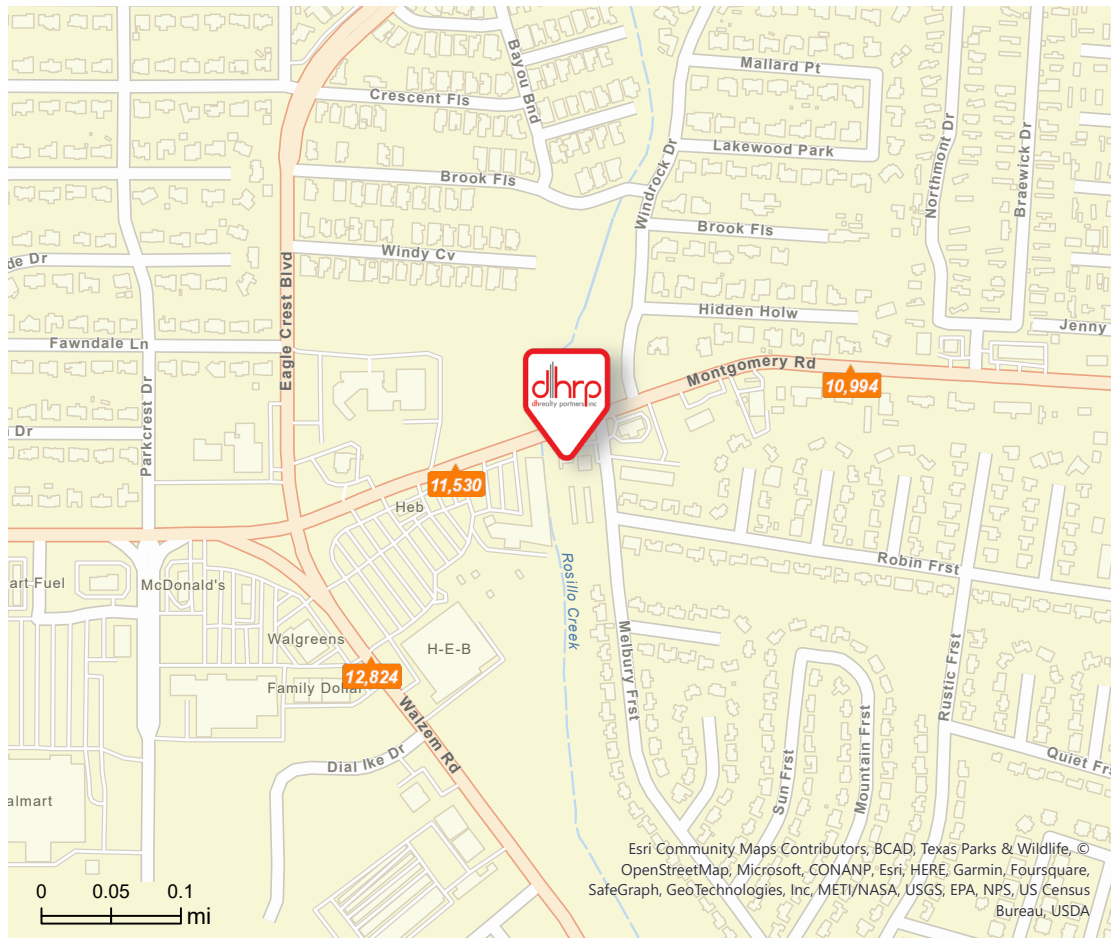 Mallard Pt
Bayou Bnd
Crescent Fls
Northmont Dr
Braewick Dr
Lakewood Park
Brook Fls
Windrock Dr
Brook Fls
Windy Cv
de Dr
Eagle Crest Blvd
Hidden Holw
Jenny
Fawndale Ln
Montgomery Rd
10,994
dhrp
dhrealty partners, inc
Parkcrest Dr
n Dr
11,530
Heb
Robin Frst
Rosillo Creek
art Fuel
McDonald's
Walgreens
H-E-B
Melbury Frst
12,824
Family Dollar
Rustic Frst
Walzem Rd
Mountain Frst
Sun Frst
Quiet Frs
Dial Ike Dr
almart
Esri Community Maps Contributors, BCAD, Texas Parks & Wildlife, ©
OpenStreetMap, Microsoft, CONANP, Esri, HERE, Garmin, Foursquare,
SafeGraph, GeoTechnologies, Inc, METI/NASA, USGS, EPA, NPS, US Census
Bureau, USDA
0 0.05 0.1
mi